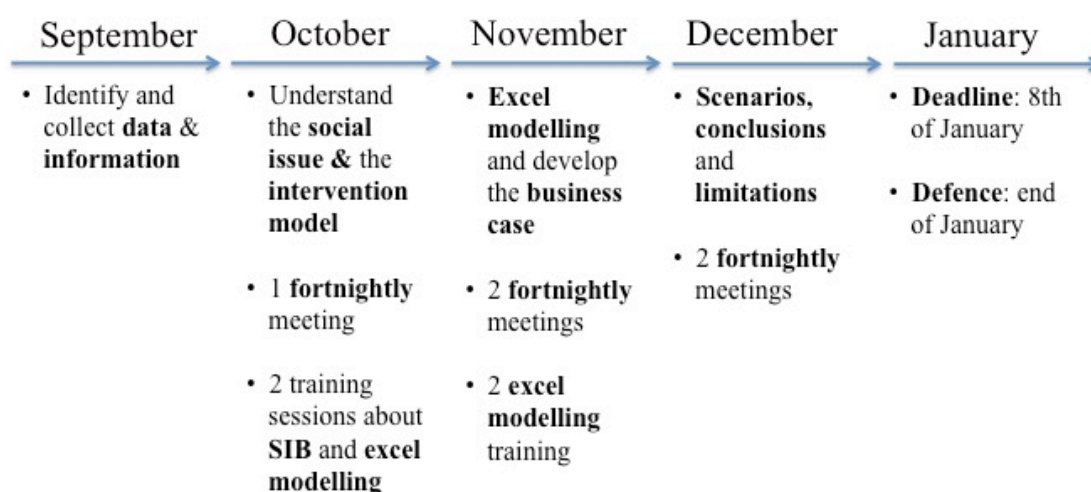 September
• Identify and
collect data &
information
October
• Understand
the social
issue & the
intervention
model
• 1 fortnightly
meeting
• 2 training
sessions about
SIB and excel
modelling
November
• Excel
modelling
and develop
the business
case
• 2 fortnightly
meetings
• 2 excel
modelling
training
December
• Scenarios,
conclusions
and
limitations
• 2 fortnightly
meetings
January
• Deadline: 8th
of January
• Defence: end
of January